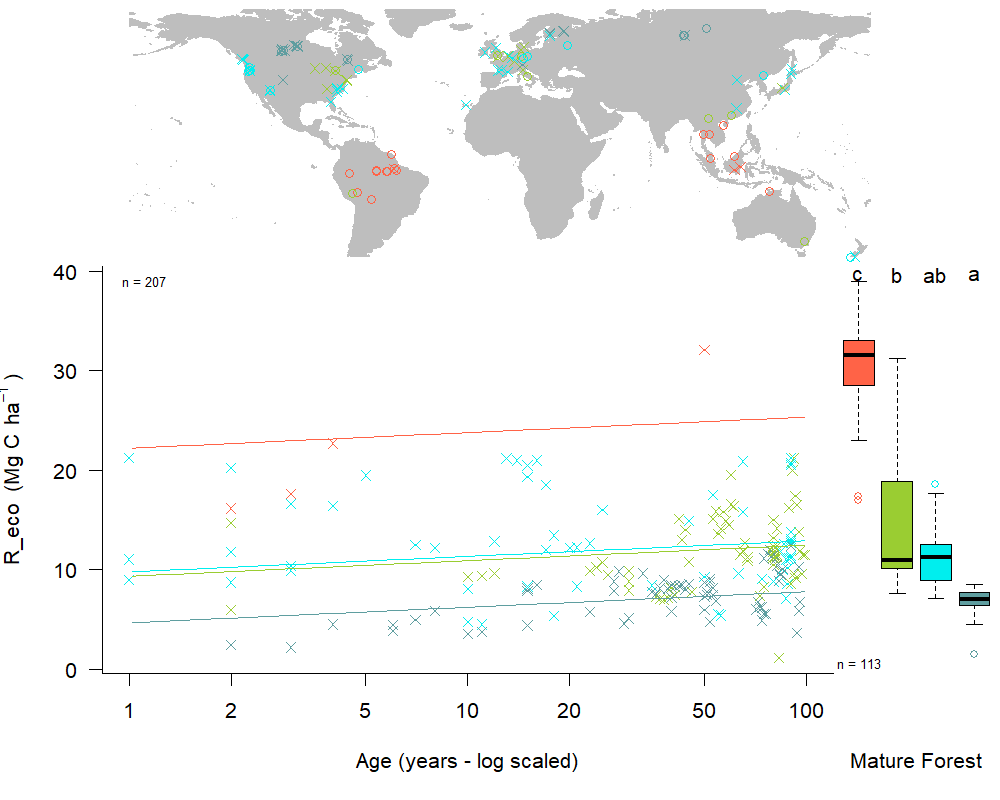 c b ab a
40
n = 207
30
20
10
0
R_eco (Mg C ha⁻¹ )
n = 113
1 2 5 10 20 50 100
Age (years - log scaled)
Mature Forest